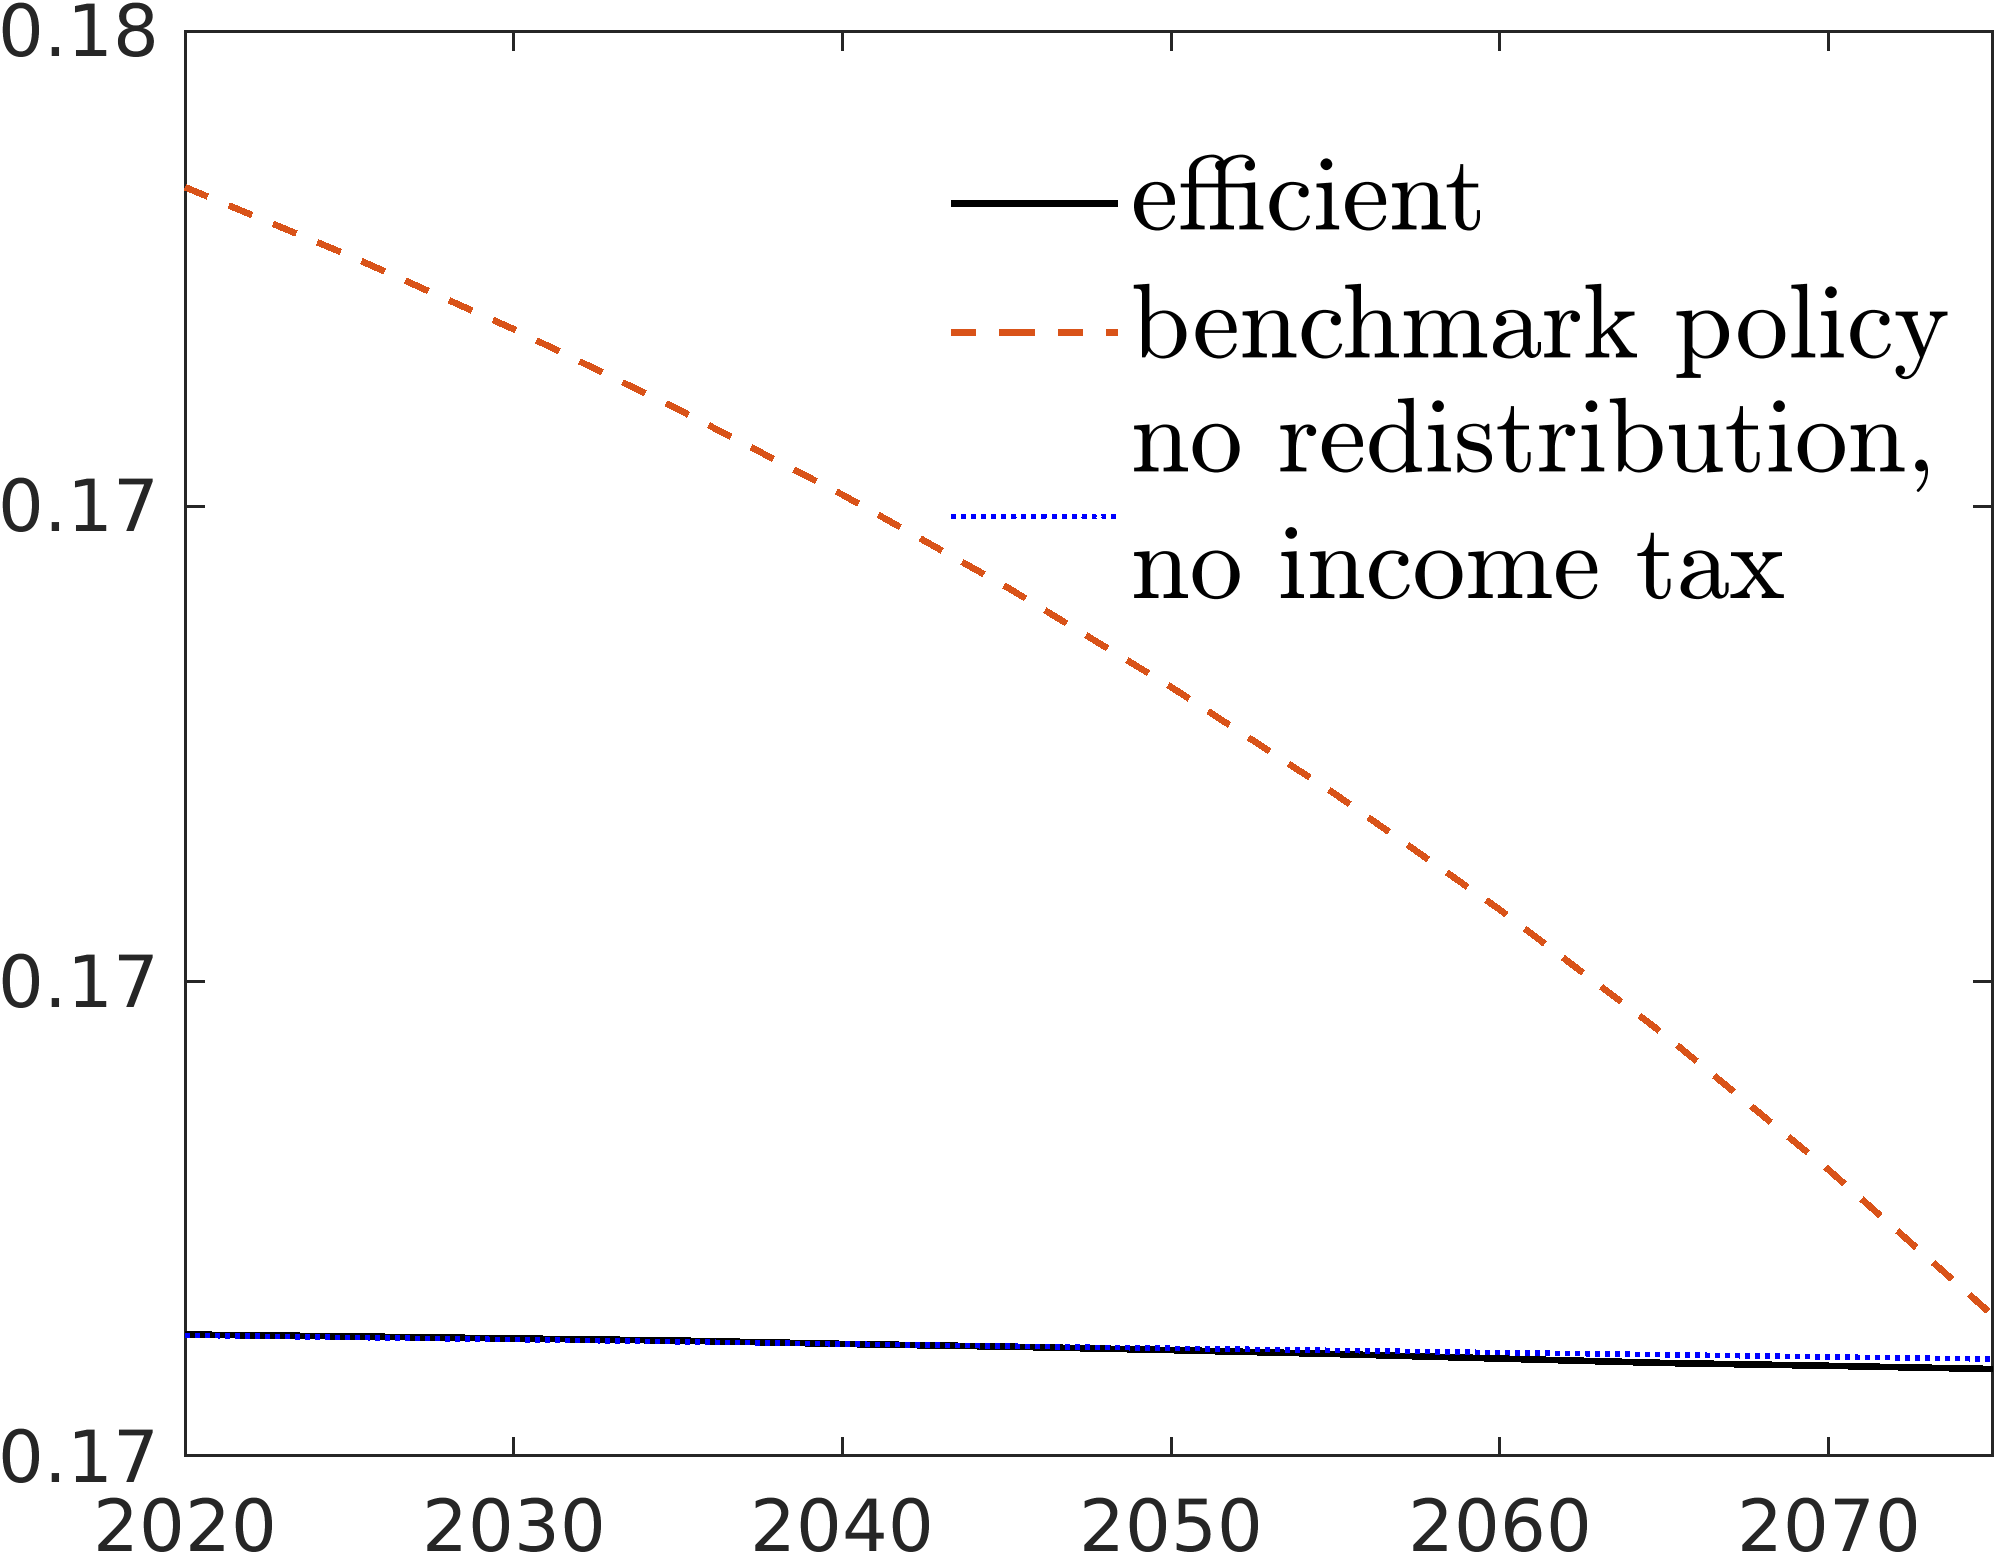 0.18
efficient
benchmark policy
no redistribution,
0.17
no income tax
0.17
0.17
2020 2030 2040 2050 2060 2070